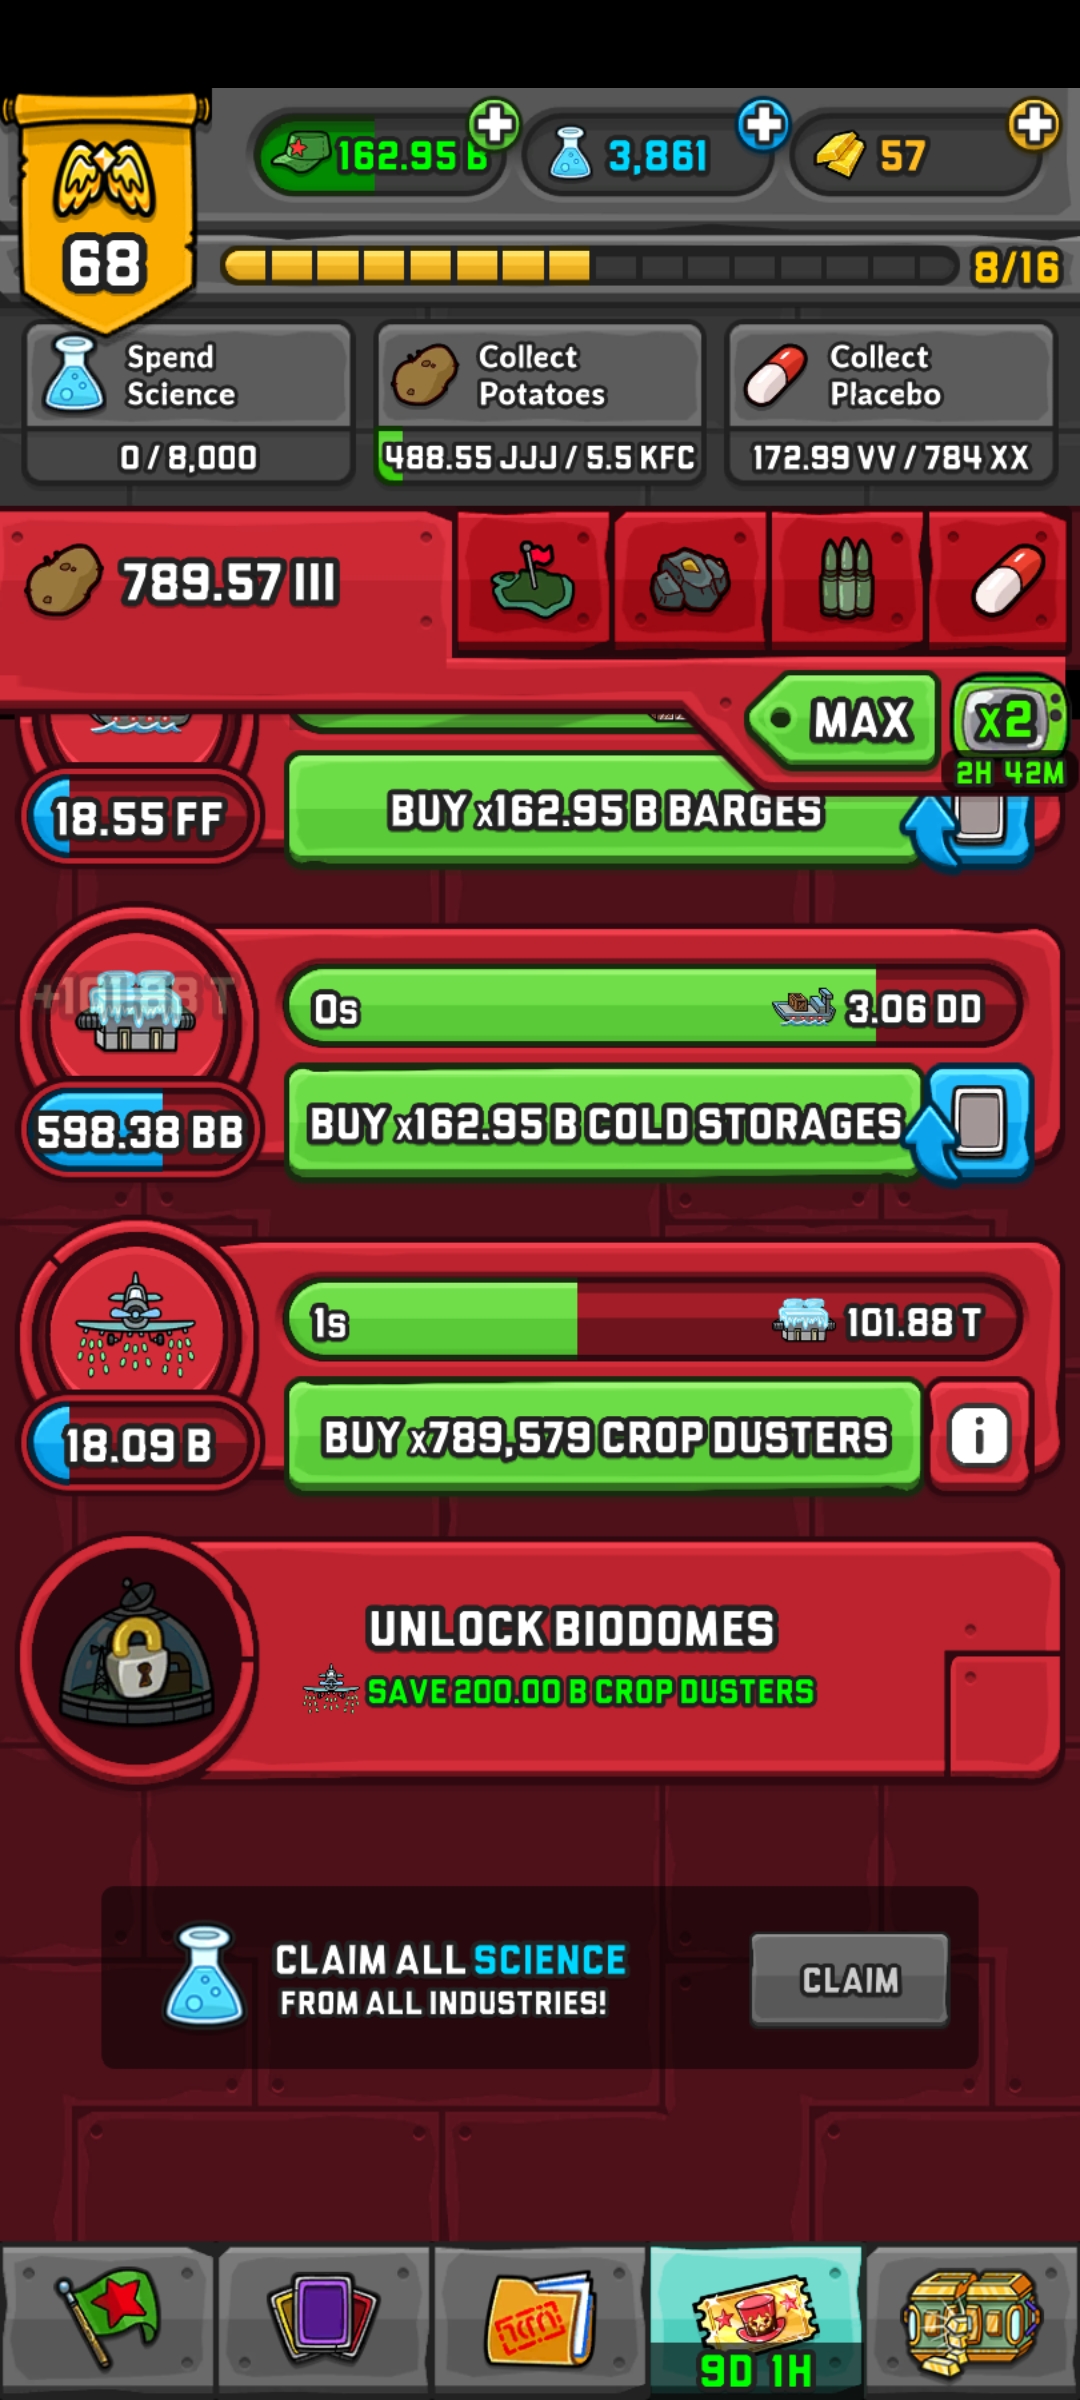 162.95 B
3,861
57
68
8/16
Spend
Science
0 / 8,000
Collect
Potatoes
488.55 JJJ / 5.5 KFC
Collect
Placebo
172.99 VV / 784 XX
789.57 III
MAX
x2
2H 42M
18.55 FF
BUY x162.95 B BARGES
+101.88 T
0s
3.06 DD
598.38 BB
BUY x162.95 B COLD STORAGES
1s
101.88 T
18.09 B
BUY x789,579 CROP DUSTERS
i
UNLOCK BIODOMES
SAVE 200.00 B CROP DUSTERS
CLAIM ALL SCIENCE
FROM ALL INDUSTRIES!
CLAIM
9D 1H